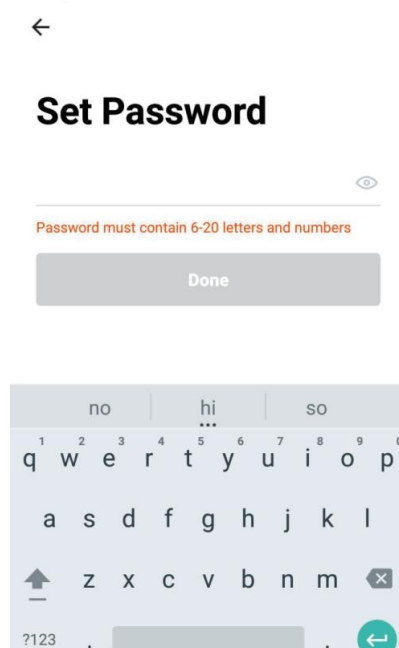 Set Password
Password must contain 6-20 letters and numbers
Done
no hi so
1 2 3 4 5 6 7 8 9 0
q w e r t y u i o p
a s d f g h j k l
z x c v b n m
?123 , .